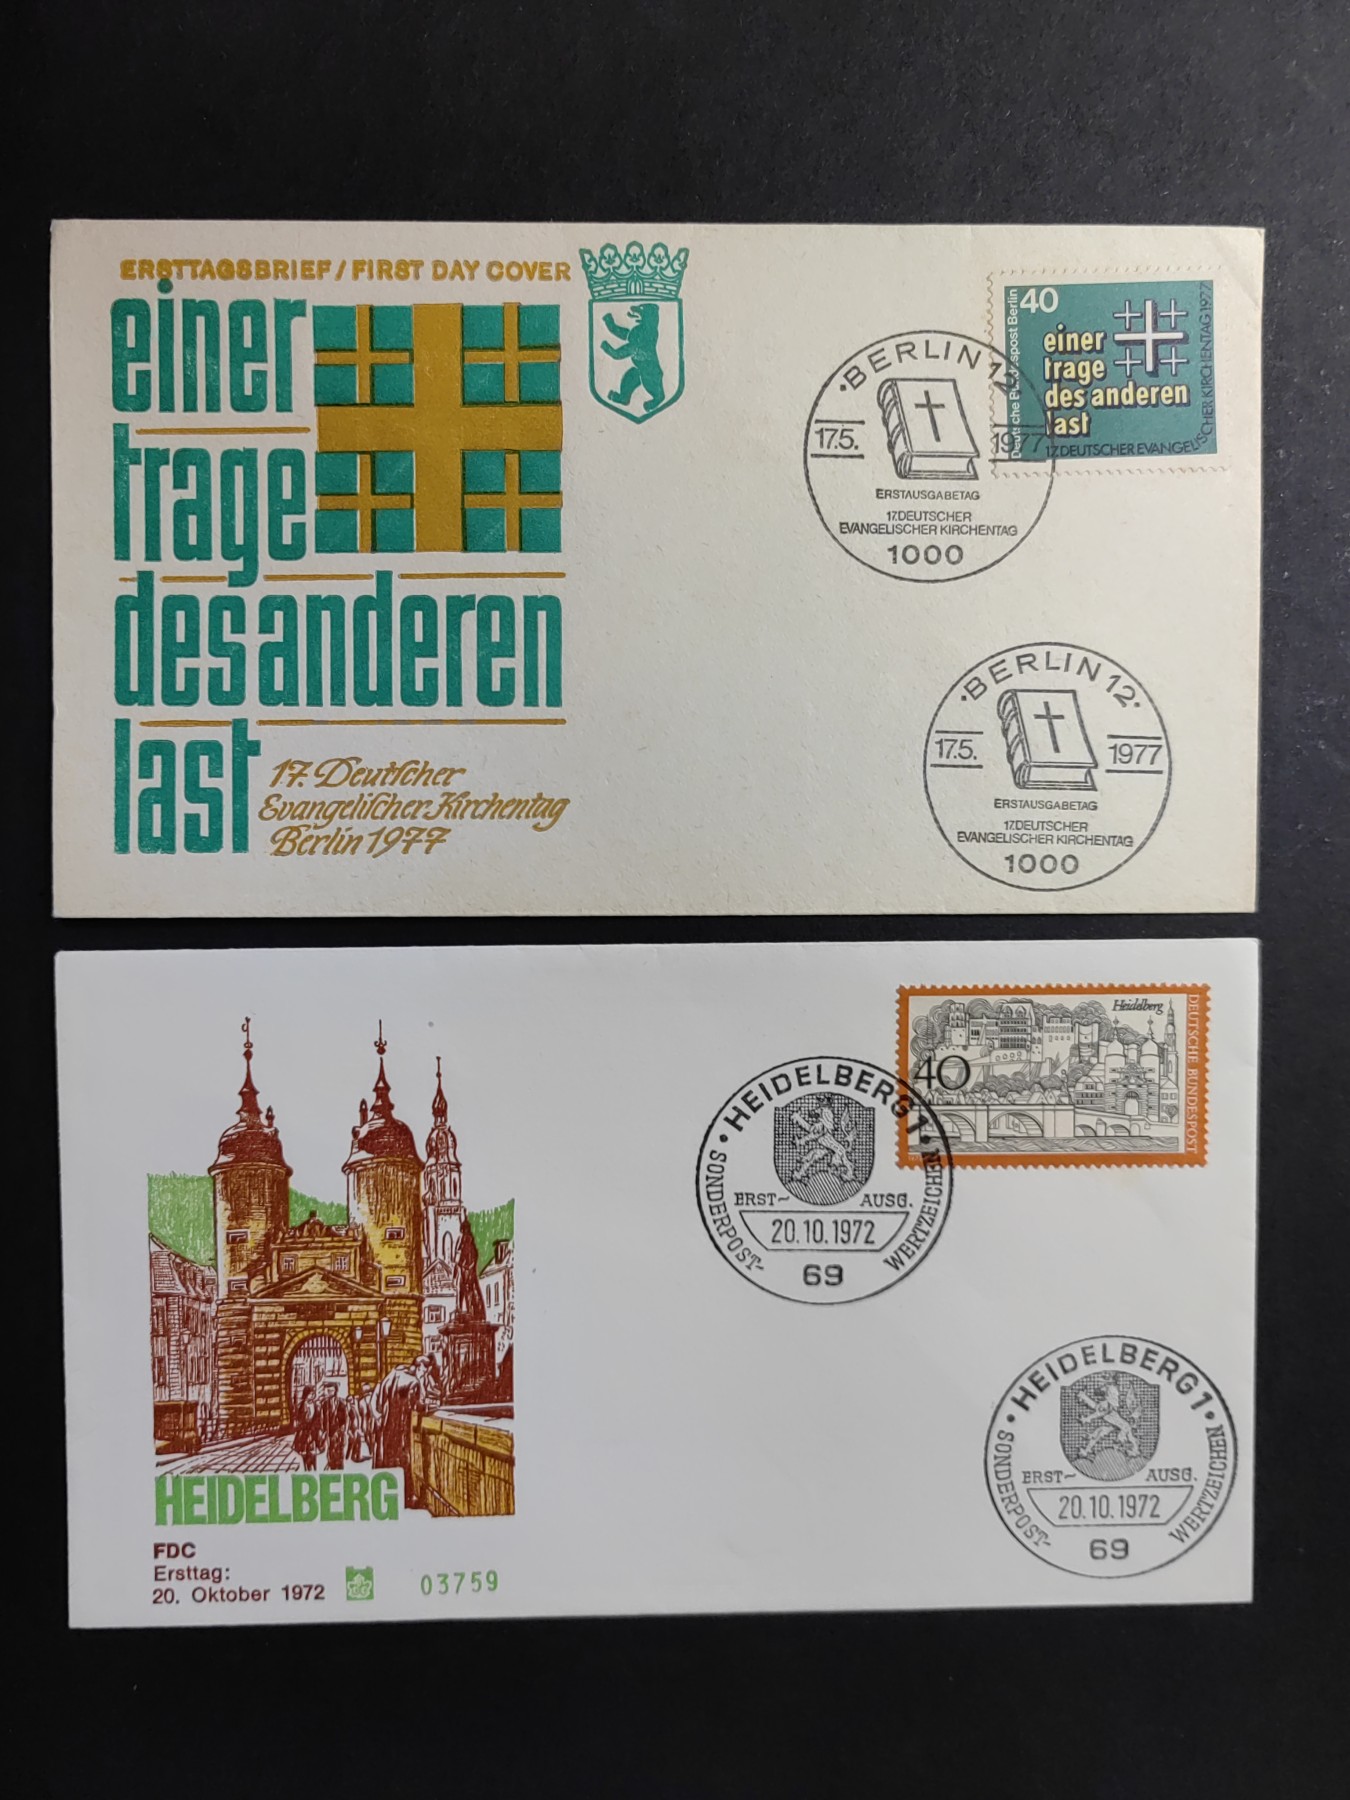 ERSTTAGSBRIEF / FIRST DAY COVER
einer
trage
des anderen
last
17. Deutscher
Evangelischer Kirchentag
Berlin 1977
Deutsche Bundespost Berlin
40
einer
trage
des anderen
last
17. DEUTSCHER EVANGELISCHER KIRCHENTAG 1977
·BERLIN 12·
17.5. 1977
ERSTAUSGABETAG
17. DEUTSCHER
EVANGELISCHER KIRCHENTAG
1000
·BERLIN 12·
17.5. 1977
ERSTAUSGABETAG
17. DEUTSCHER
EVANGELISCHER KIRCHENTAG
1000
Heidelberg
DEUTSCHE BUNDESPOST
40
· HEIDELBERG 1 ·
ERST~ AUSG.
20.10.1972
SONDERPOST-WERTZEICHEN
69
· HEIDELBERG 1 ·
ERST~ AUSG.
20.10.1972
SONDERPOST-WERTZEICHEN
69
HEIDELBERG
FDC
Ersttag:
20. Oktober 1972
03759